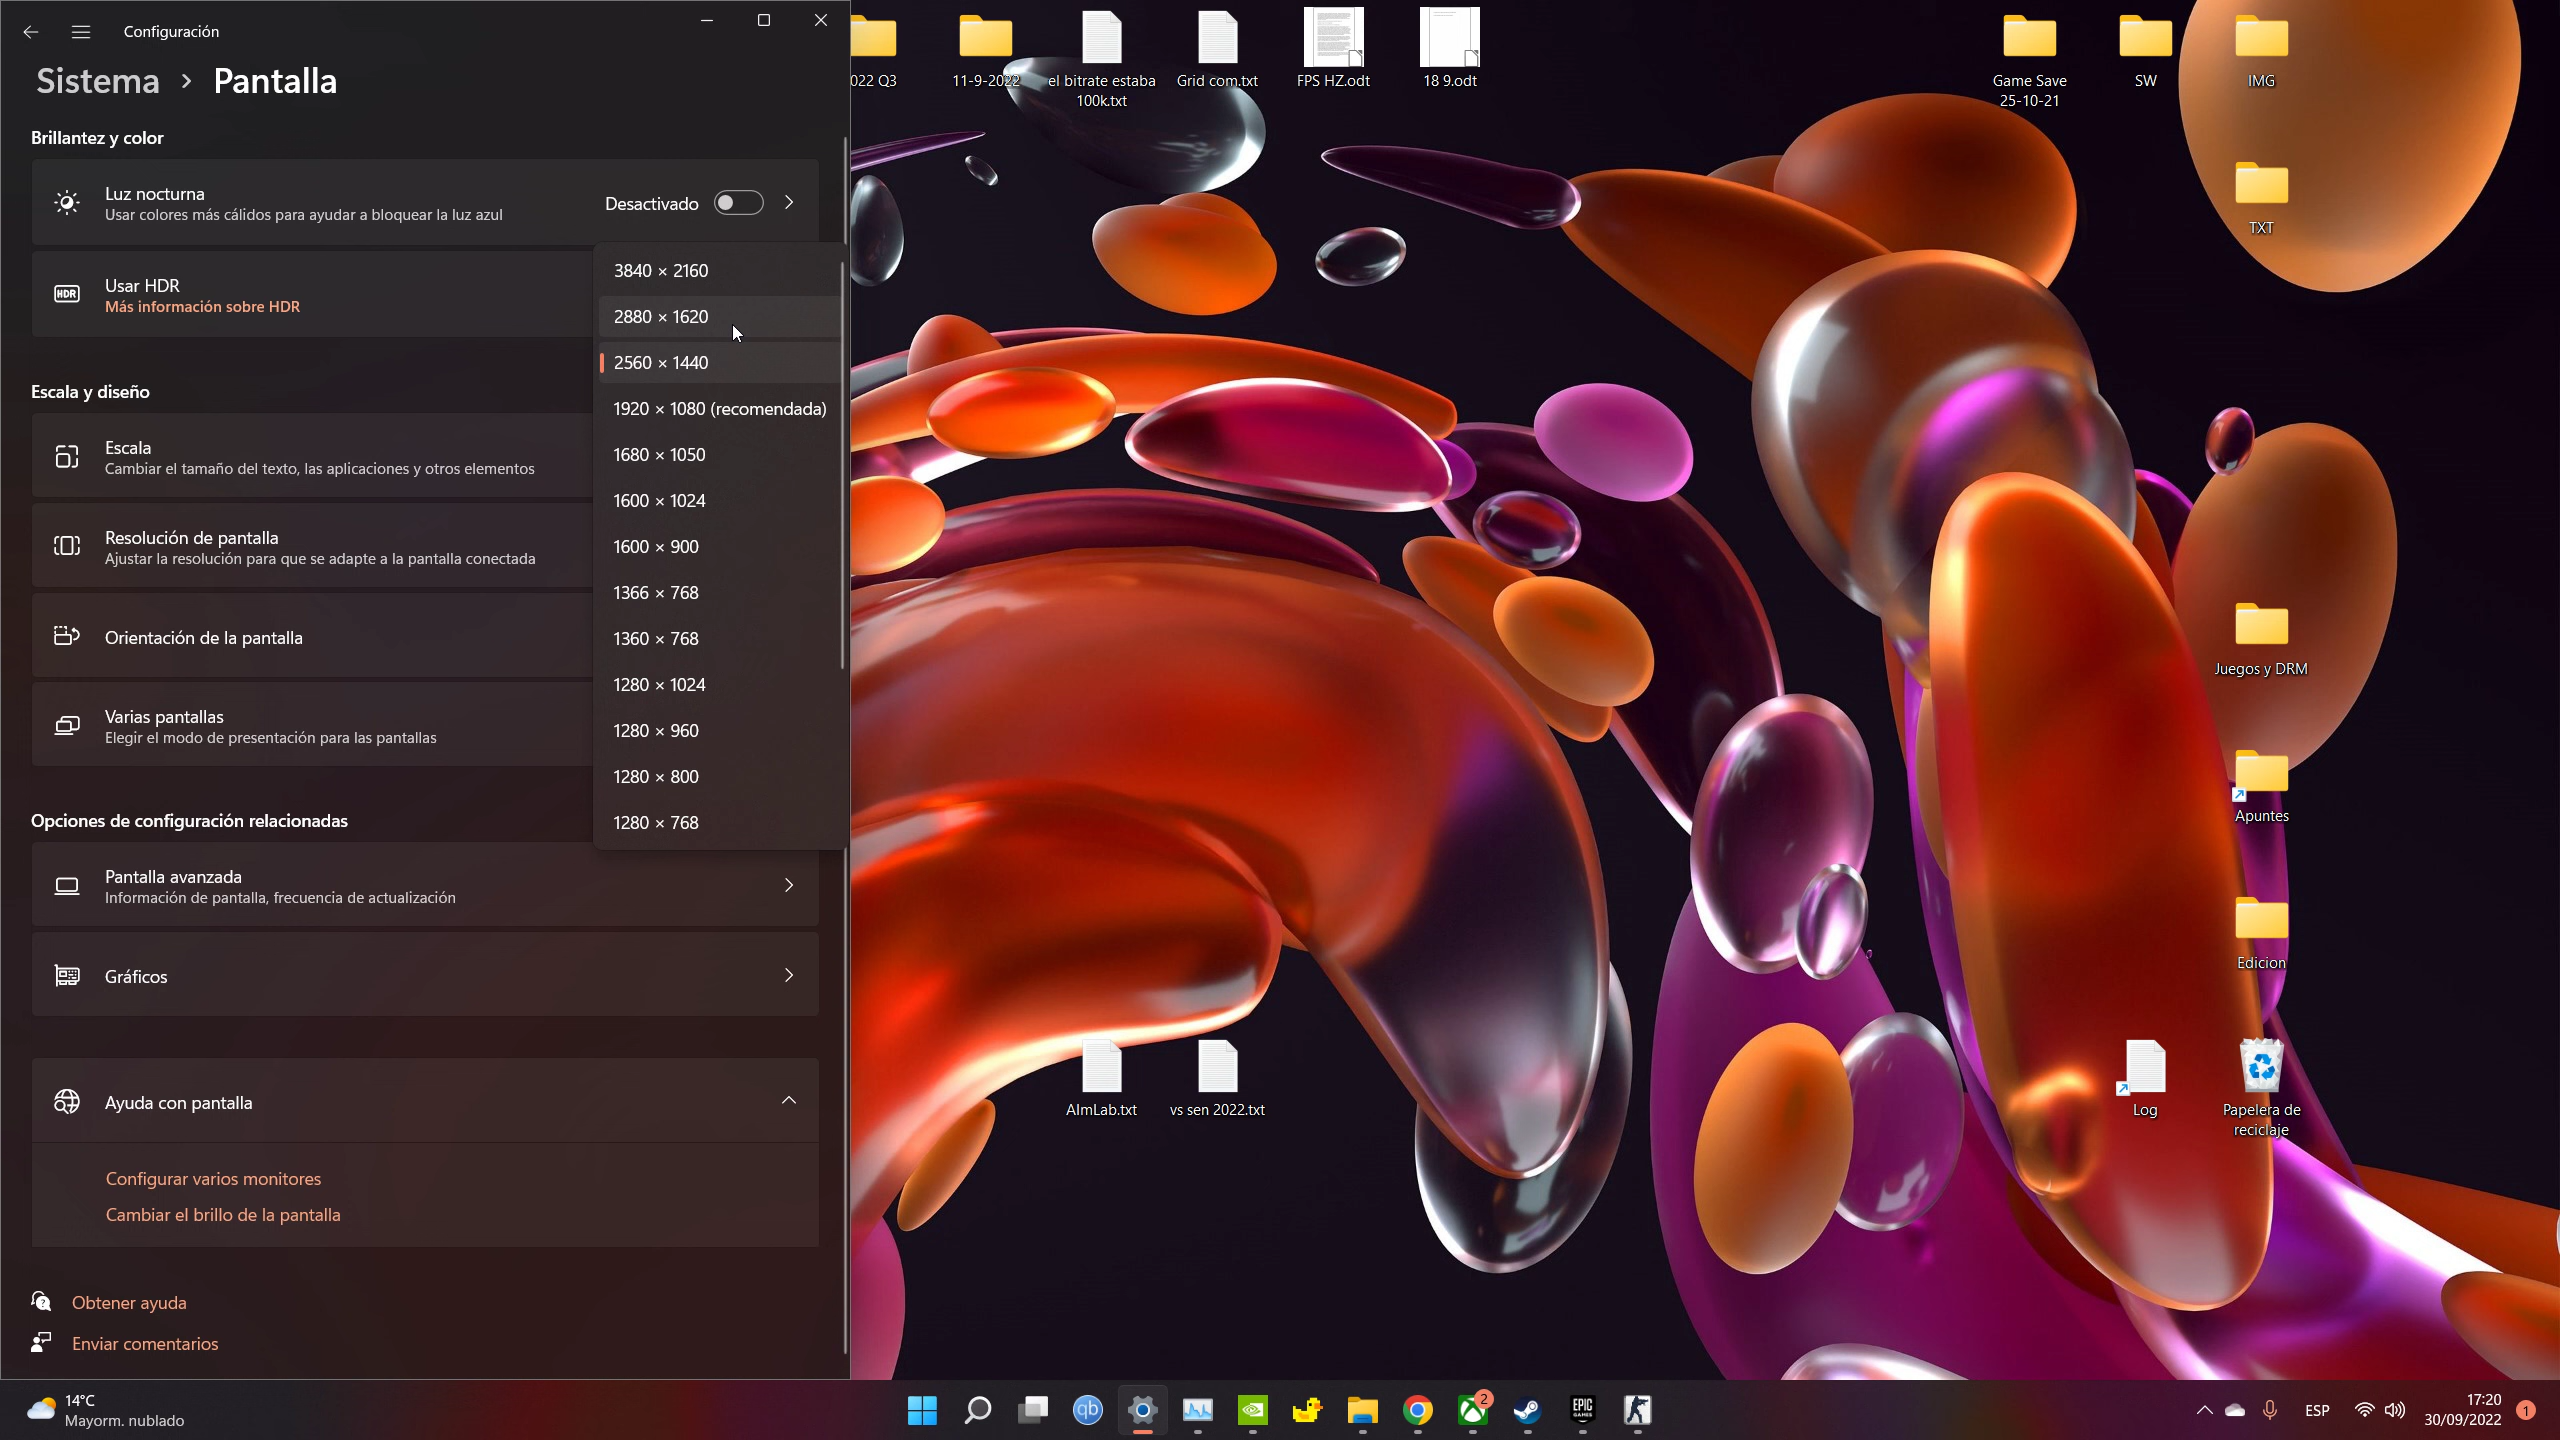 Configuración
Sistema › Pantalla
Brillantez y color
Luz nocturna
Usar colores más cálidos para ayudar a bloquear la luz azul
Desactivado
Usar HDR
HDR
Más información sobre HDR
Escala y diseño
Escala
Cambiar el tamaño del texto, las aplicaciones y otros elementos
Resolución de pantalla
Ajustar la resolución para que se adapte a la pantalla conectada
Orientación de la pantalla
Varias pantallas
Elegir el modo de presentación para las pantallas
3840 × 2160
2880 × 1620
2560 × 1440
1920 × 1080 (recomendada)
1680 × 1050
1600 × 1024
1600 × 900
1366 × 768
1360 × 768
1280 × 1024
1280 × 960
1280 × 800
1280 × 768
Opciones de configuración relacionadas
Pantalla avanzada
Información de pantalla, frecuencia de actualización
Gráficos
Ayuda con pantalla
Configurar varios monitores
Cambiar el brillo de la pantalla
Obtener ayuda
Enviar comentarios
022 Q3
11-9-2022
el bitrate estaba
100k.txt
Grid com.txt
FPS HZ.odt
18 9.odt
Game Save
25-10-21
SW
IMG
TXT
Juegos y DRM
Apuntes
Edicion
AImLab.txt
vs sen 2022.txt
Log
Papelera de
reciclaje
14°C
Mayorm. nublado
qb
2
EPIC
GAMES
ESP
17:20
30/09/2022
1